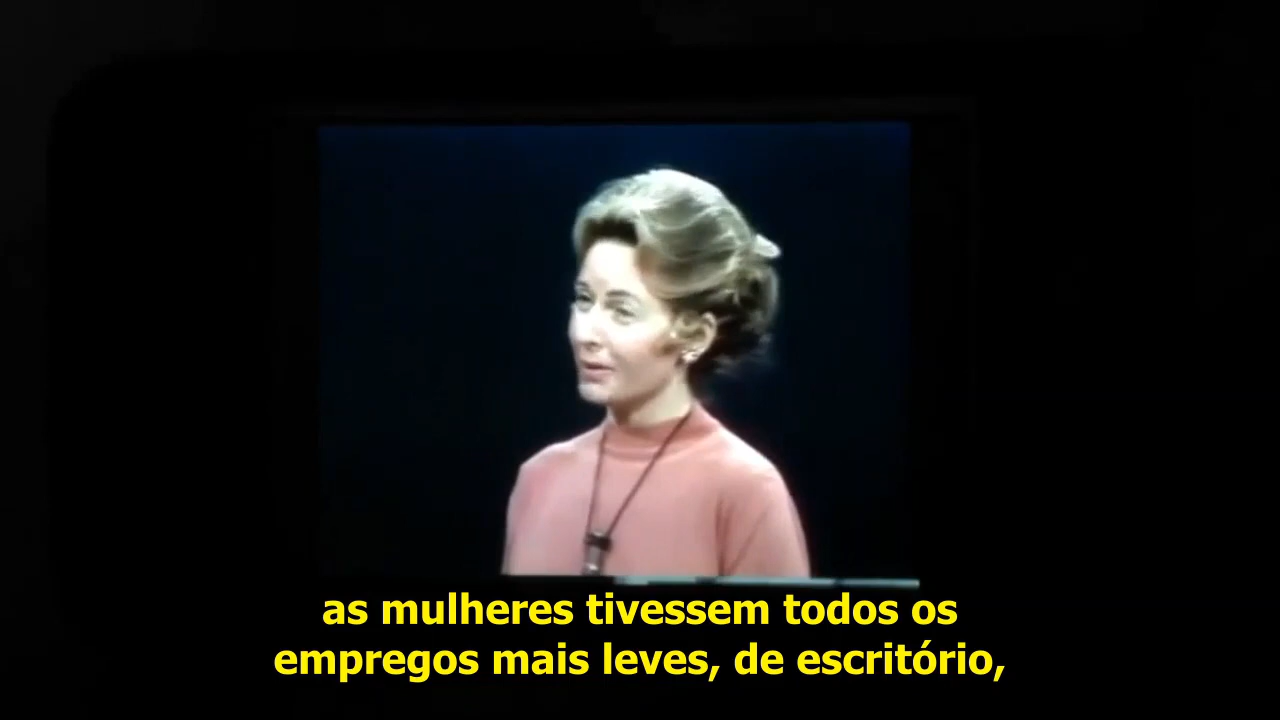 as mulheres tivessem todos os
empregos mais leves, de escritório,